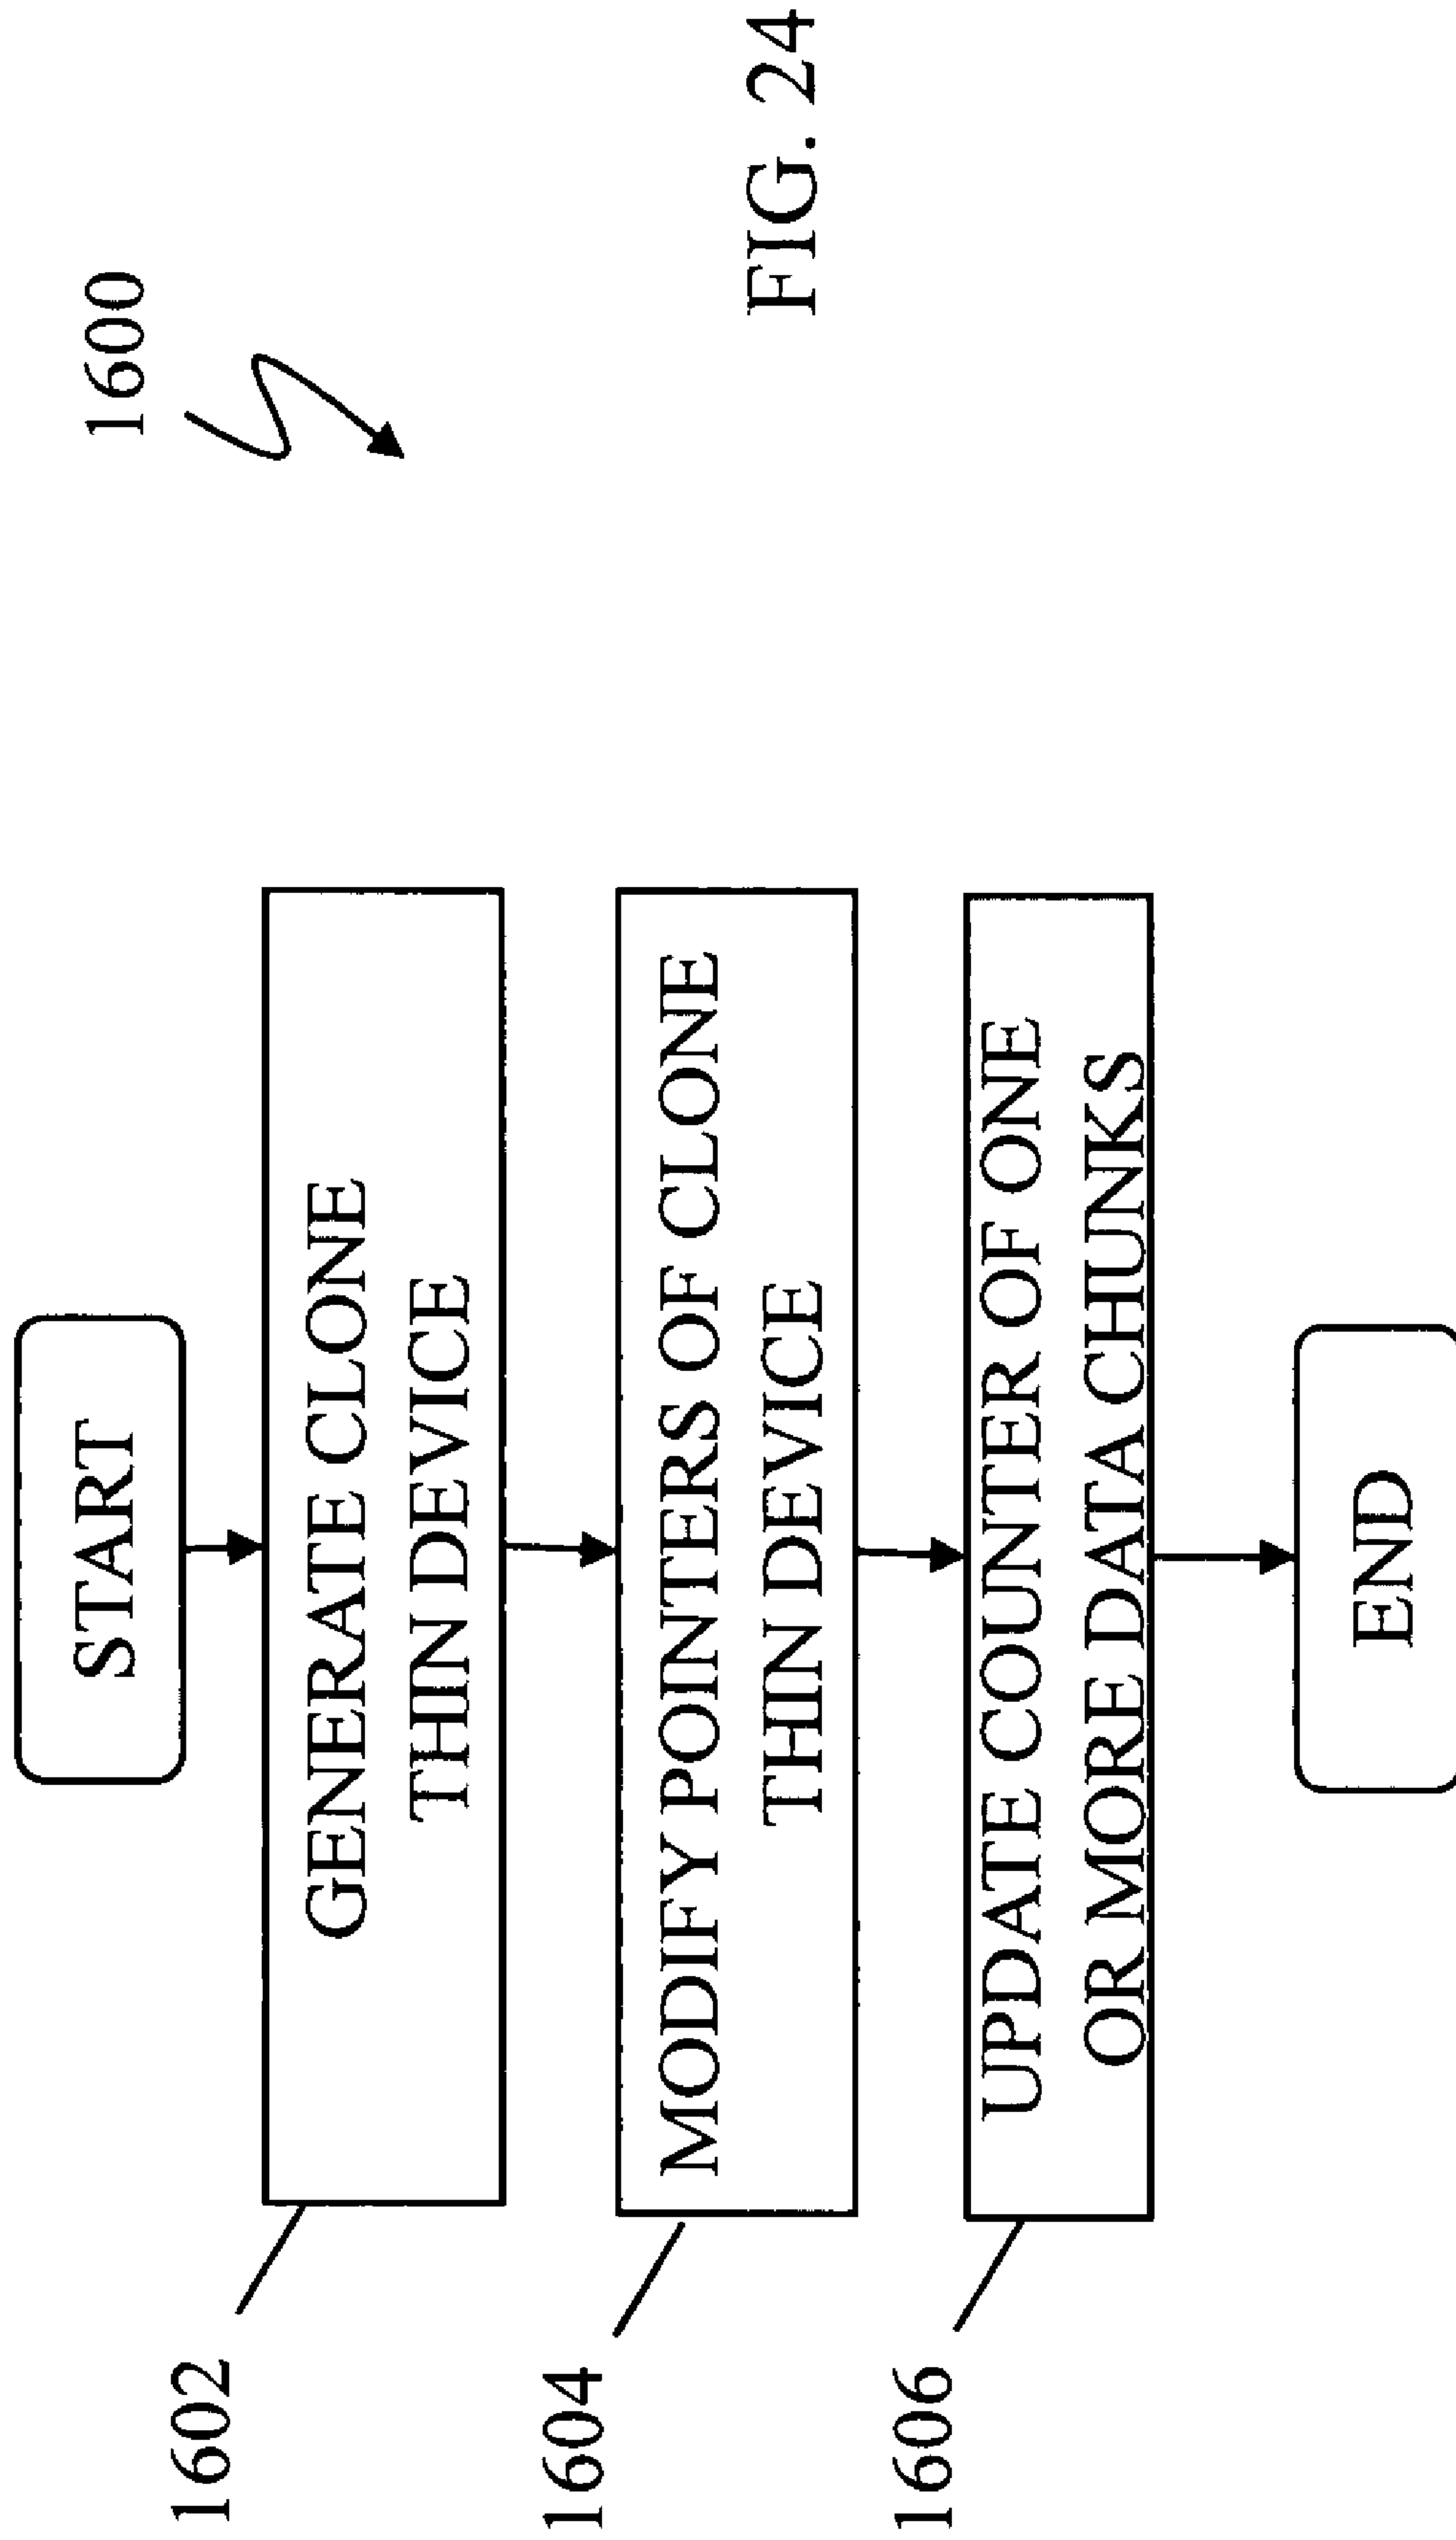 1600
START
1602
GENERATE CLONE
THIN DEVICE
1604
MODIFY POINTERS OF CLONE
THIN DEVICE
1606
UPDATE COUNTER OF ONE
OR MORE DATA CHUNKS
END
FIG. 24